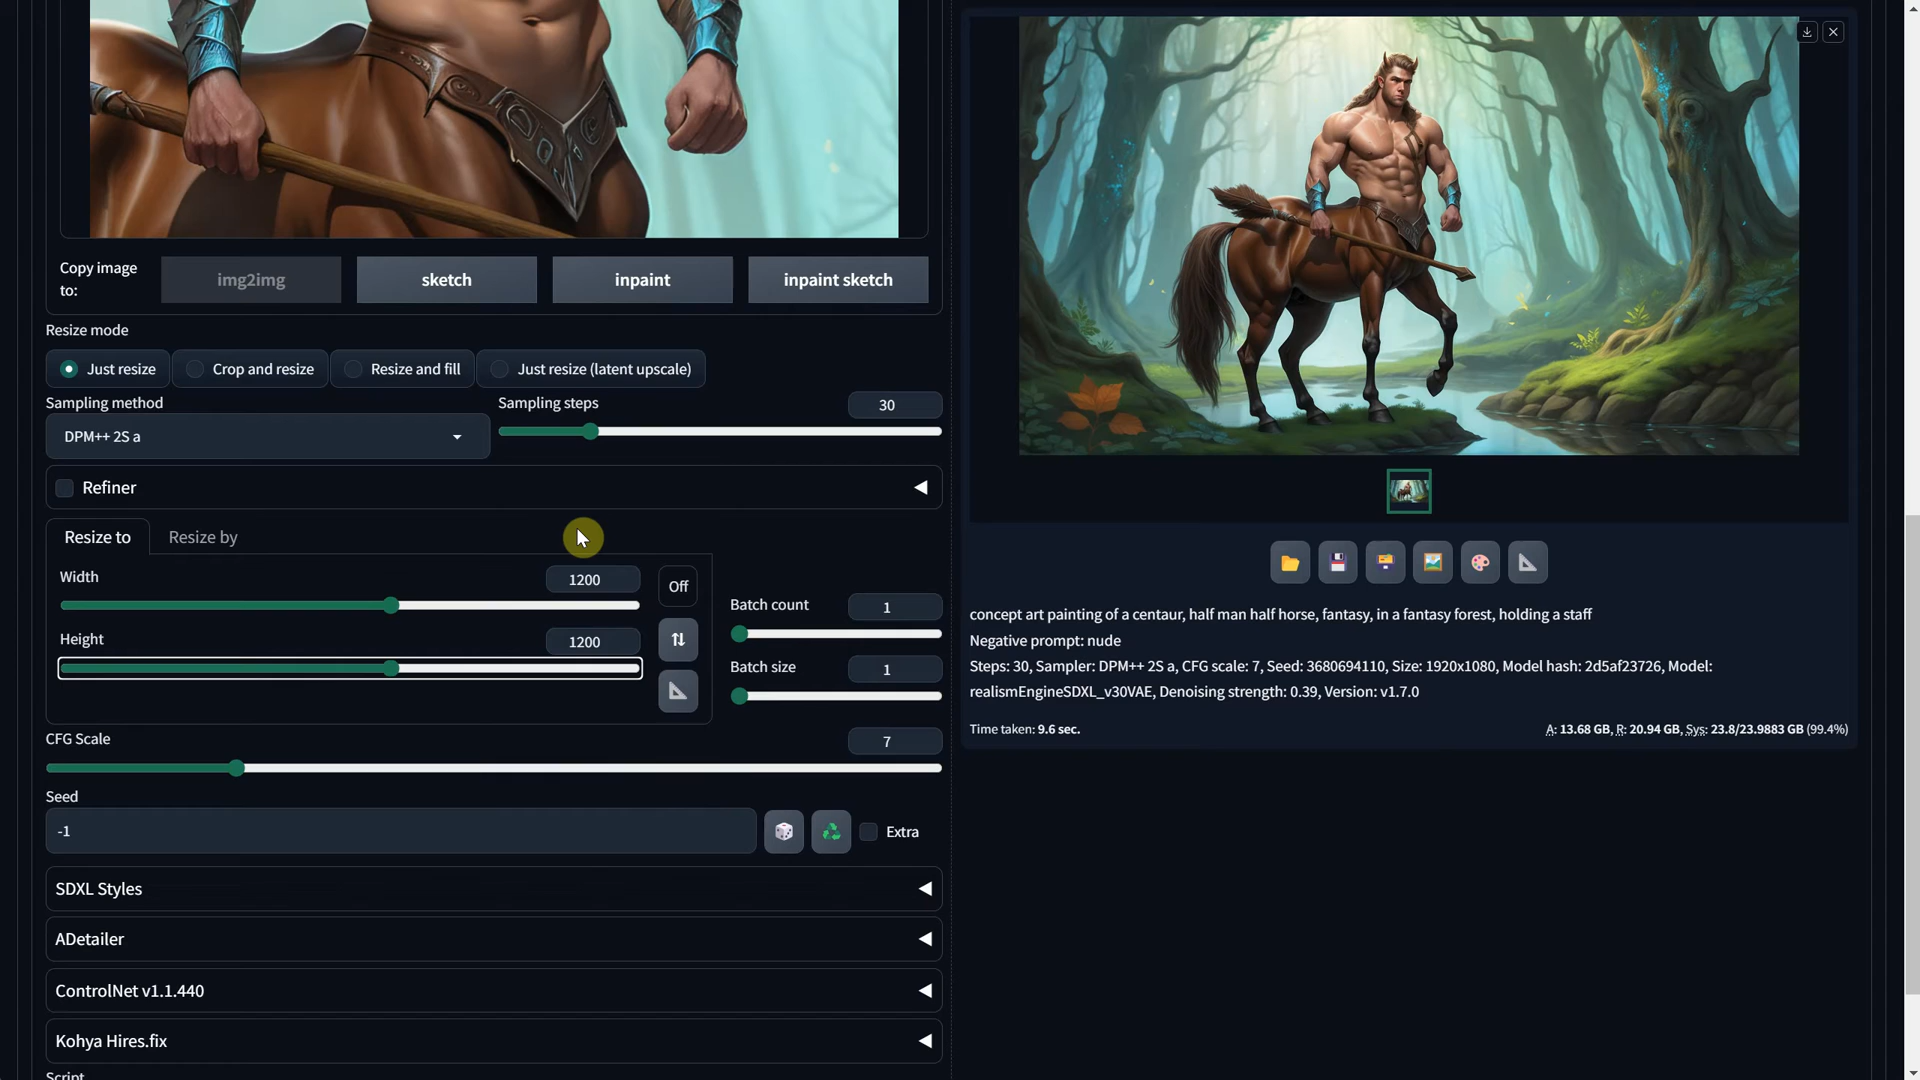 Copy image
to:
img2img
sketch
inpaint
inpaint sketch
Resize mode
Just resize
Crop and resize
Resize and fill
Just resize (latent upscale)
Sampling method
Sampling steps
30
DPM++ 2S a
Refiner
Resize to
Resize by
Width
1200
Off
Height
1200
Batch count
1
Batch size
1
CFG Scale
7
Seed
-1
Extra
SDXL Styles
ADetailer
ControlNet v1.1.440
Kohya Hires.fix
Script
concept art painting of a centaur, half man half horse, fantasy, in a fantasy forest, holding a staff
Negative prompt: nude
Steps: 30, Sampler: DPM++ 2S a, CFG scale: 7, Seed: 3680694110, Size: 1920x1080, Model hash: 2d5af23726, Model:
realismEngineSDXL_v30VAE, Denoising strength: 0.39, Version: v1.7.0
Time taken: 9.6 sec.
A: 13.68 GB, R: 20.94 GB, Sys: 23.8/23.9883 GB (99.4%)